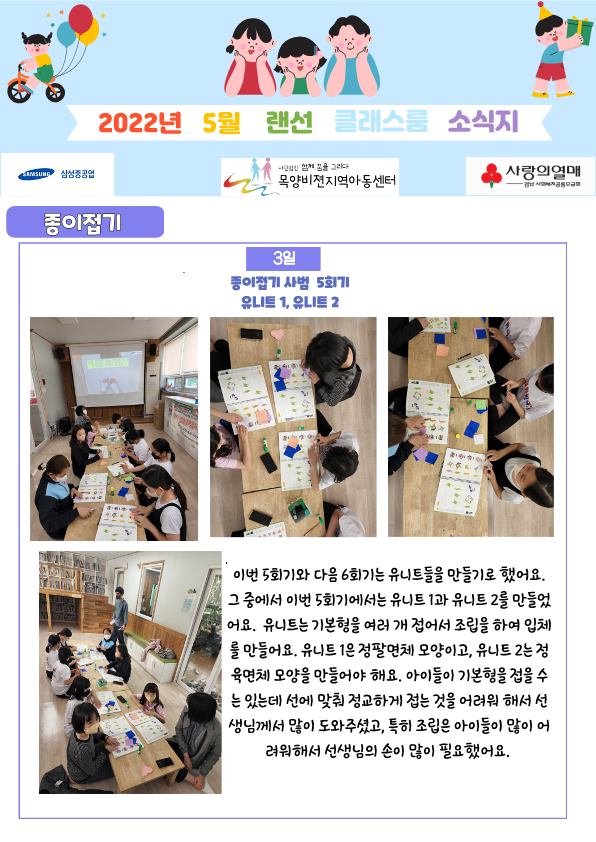 2022년 5월 랜선 클래스룸 소식지
SAMSUNG 삼성중공업
사단법인 함께 꿈을 그리다
목양비전지역아동센터
사랑의열매
경남 사회복지공동모금회
종이접기
3일
종이접기 사범 5회기
유니트 1, 유니트 2
이번 5회기와 다음 6회기는 유니트들을 만들기로 했어요.
그 중에서 이번 5회기에서는 유니트 1과 유니트 2를 만들었
어요. 유니트는 기본형을 여러 개 접어서 조립을 하여 입체
를 만들어요. 유니트 1은 정팔면체 모양이고, 유니트 2는 정
육면체 모양을 만들어야 해요. 아이들이 기본형을 접을 수
는 있는데 선에 맞춰 정교하게 접는 것을 어려워 해서 선
생님께서 많이 도와주셨고, 특히 조립은 아이들이 많이 어
려워해서 선생님의 손이 많이 필요했어요.